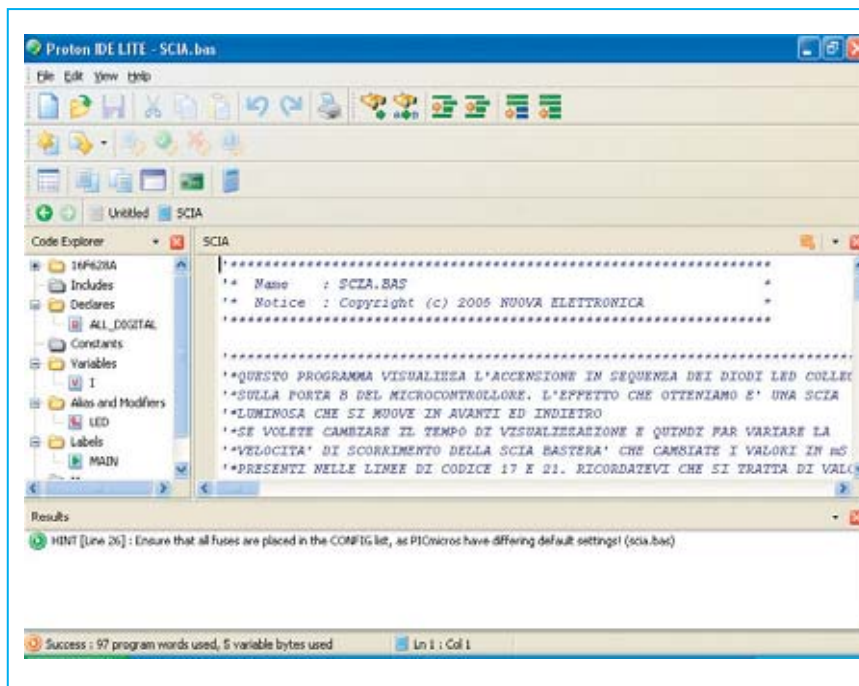 Proton IDE LITE - SCIA.bas
File Edit View Help
Untitled SCIA
Code Explorer
16F628A
Includes
Declares
ALL_DIGITAL
Constants
Variables
I
Alias and Modifiers
LED
Labels
MAIN
SCIA
'****************************************************************
'* Name : SCIA.BAS *
'* Notice : Copyright (c) 2005 NUOVA ELETTRONICA *
'****************************************************************
'****************************************************************
'*QUESTO PROGRAMMA VISUALIZZA L'ACCENSIONE IN SEQUENZA DEI DIODI LED COLLEG
'*SULLA PORTA B DEL MICROCONTROLLORE. L'EFFETTO CHE OTTENIAMO E' UNA SCIA
'*LUMINOSA CHE SI MUOVE IN AVANTI ED INDIETRO
'*SE VOLETE CAMBIARE IL TEMPO DI VISUALIZZAZIONE E QUINDI FAR VARIARE LA
'*VELOCITA' DI SCORRIMENTO DELLA SCIA BASTERA' CHE CAMBIATE I VALORI IN mS
'*PRESENTI NELLE LINEE DI CODICE 17 E 21. RICORDATEVI CHE SI TRATTA DI VALO
Results
HINT [Line 26] : Ensure that all fuses are placed in the CONFIG list, as PICmicros have differing default settings! (scia.bas)
Success : 97 program words used, 5 variable bytes used Ln 1 : Col 1